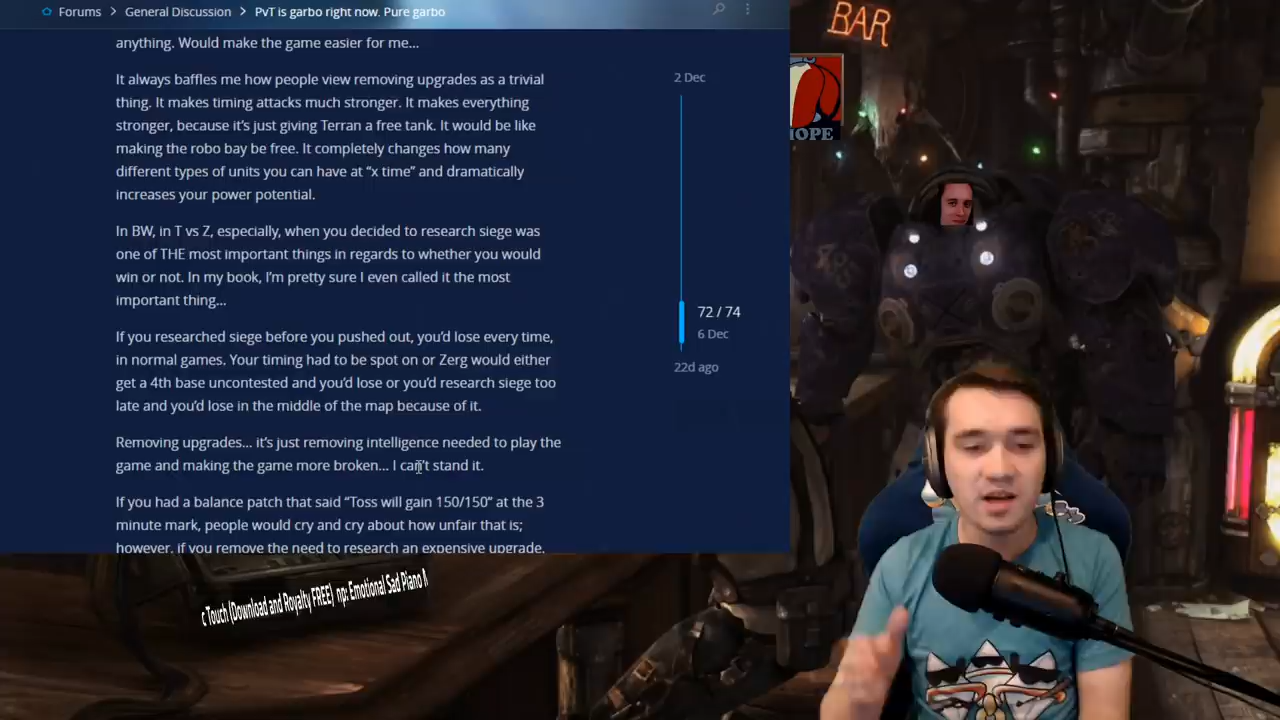 Forums > General Discussion > PvT is garbo right now. Pure garbo
BAR
anything. Would make the game easier for me…
It always baffles me how people view removing upgrades as a trivial
thing. It makes timing attacks much stronger. It makes everything
stronger, because it's just giving Terran a free tank. It would be like
making the robo bay be free. It completely changes how many
different types of units you can have at “x time” and dramatically
increases your power potential.
In BW, in T vs Z, especially, when you decided to research siege was
one of THE most important things in regards to whether you would
win or not. In my book, I'm pretty sure I even called it the most
important thing…
If you researched siege before you pushed out, you'd lose every time,
in normal games. Your timing had to be spot on or Zerg would either
get a 4th base uncontested and you'd lose or you'd research siege too
late and you'd lose in the middle of the map because of it.
Removing upgrades… it's just removing intelligence needed to play the
game and making the game more broken… I can't stand it.
If you had a balance patch that said “Toss will gain 150/150” at the 3
minute mark, people would cry and cry about how unfair that is;
however, if you remove the need to research an expensive upgrade,
2 Dec
72 / 74
6 Dec
22d ago
HOPE
c Touch (Download and Royalty FREE) np: Emotional Sad Piano M